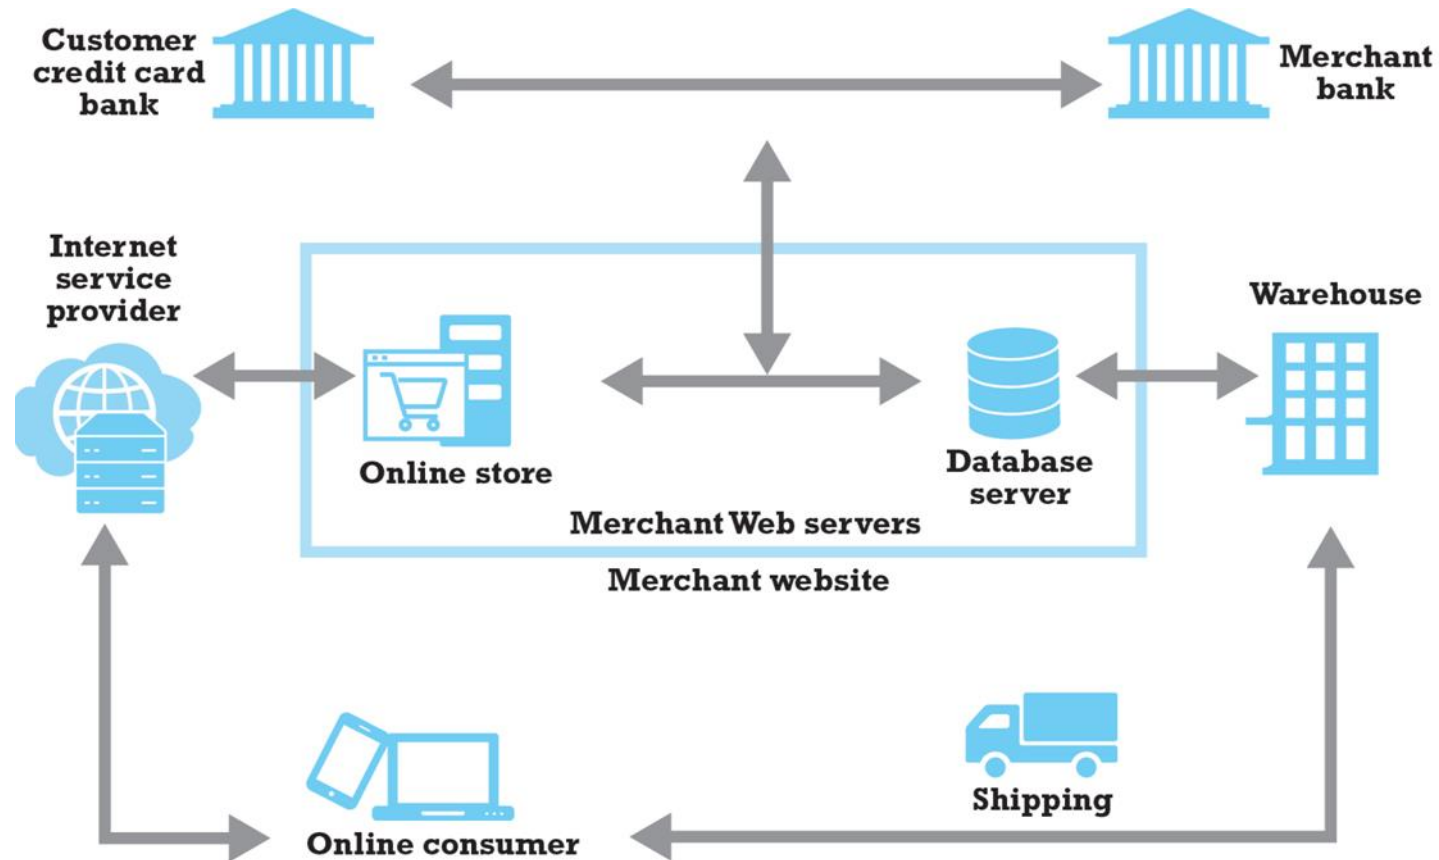 Customer
credit card
bank
Merchant
bank
Internet
service
provider
Warehouse
Online store
Database
server
Merchant Web servers
Merchant website
Shipping
Online consumer